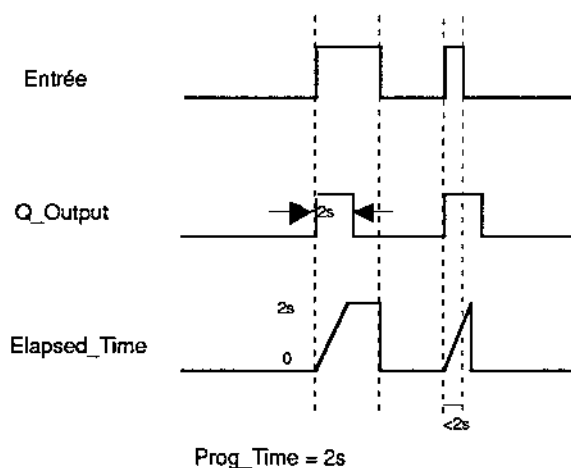 Entrée
Q_Output
2s
2s
Elapsed_Time
0
<2s
Prog_Time = 2s